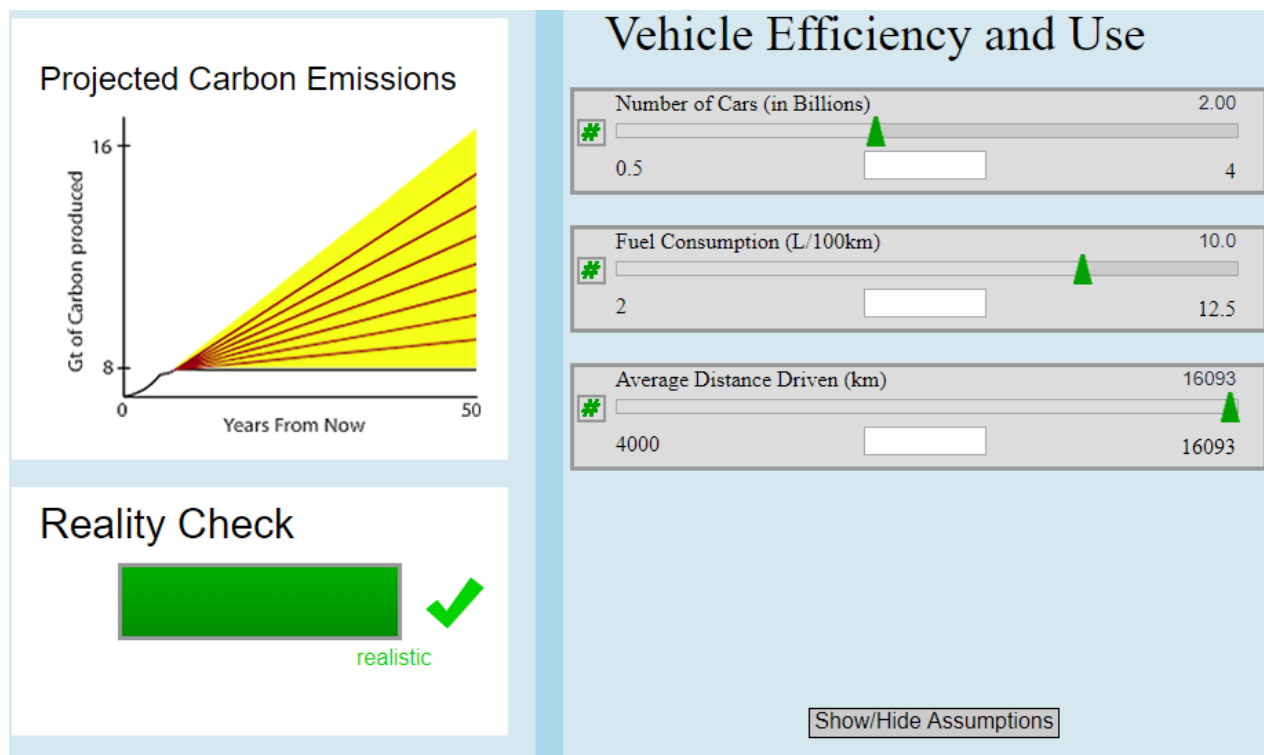 Projected Carbon Emissions
16
Gt of Carbon produced
8
0
50
Years From Now
Reality Check
realistic
Vehicle Efficiency and Use
Number of Cars (in Billions) 2.00
#
0.5 4
Fuel Consumption (L/100km) 10.0
#
2 12.5
Average Distance Driven (km) 16093
#
4000 16093
Show/Hide Assumptions